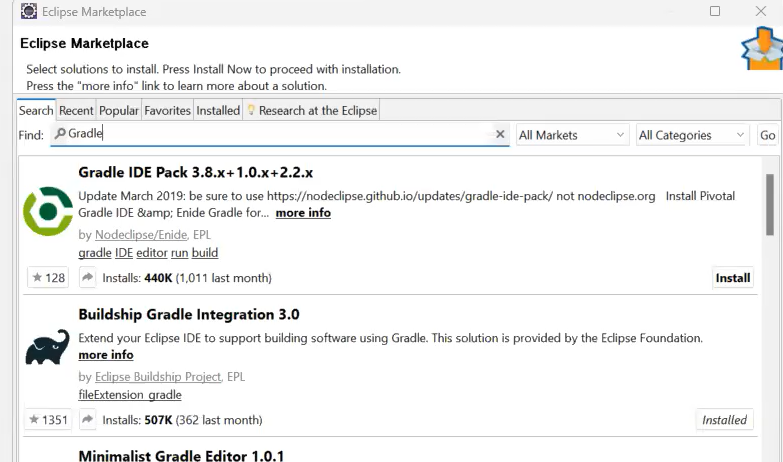 Eclipse Marketplace
Eclipse Marketplace
Select solutions to install. Press Install Now to proceed with installation.
Press the "more info" link to learn more about a solution.
Search Recent Popular Favorites Installed Research at the Eclipse
Find: Gradle All Markets All Categories Go
Gradle IDE Pack 3.8.x+1.0.x+2.2.x
Update March 2019: be sure to use https://nodeclipse.github.io/updates/gradle-ide-pack/ not nodeclipse.org Install Pivotal
Gradle IDE &amp; Enide Gradle for... more info
by Nodeclipse/Enide, EPL
gradle IDE editor run build
128 Installs: 440K (1,011 last month) Install
Buildship Gradle Integration 3.0
Extend your Eclipse IDE to support building software using Gradle. This solution is provided by the Eclipse Foundation.
more info
by Eclipse Buildship Project, EPL
fileExtension_gradle
1351 Installs: 507K (362 last month) Installed
Minimalist Gradle Editor 1.0.1